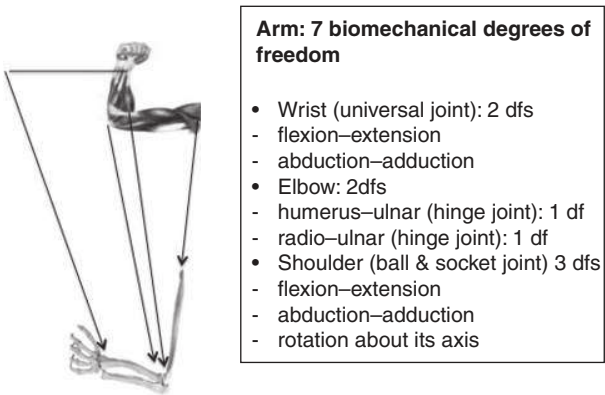 Arm: 7 biomechanical degrees of
freedom
• Wrist (universal joint): 2 dfs
- flexion–extension
- abduction–adduction
• Elbow: 2dfs
- humerus–ulnar (hinge joint): 1 df
- radio–ulnar (hinge joint): 1 df
• Shoulder (ball & socket joint) 3 dfs
- flexion–extension
- abduction–adduction
- rotation about its axis